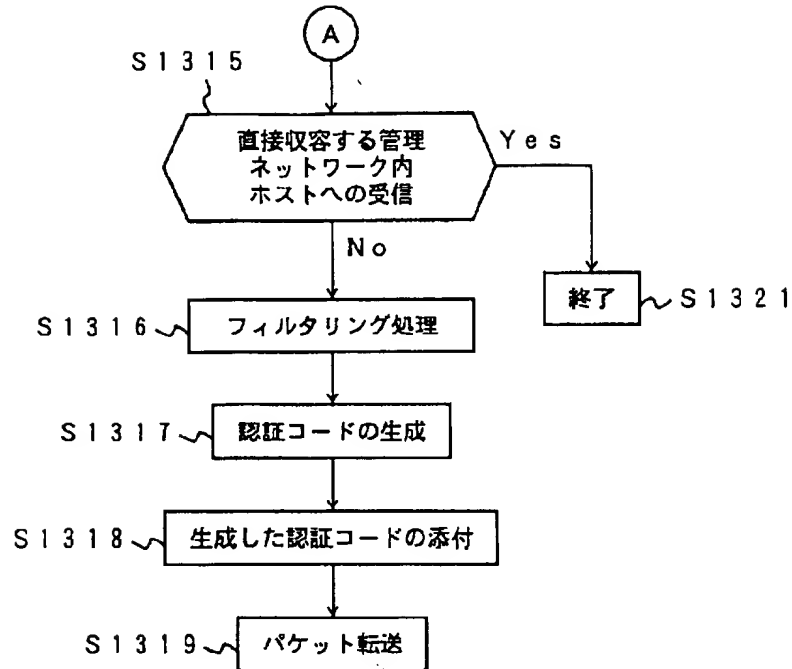 A
S1315
直接収容する管理
ネットワーク内
ホストへの受信
Yes
No
終了
S1321
S1316
フィルタリング処理
S1317
認証コードの生成
S1318
生成した認証コードの添付
S1319
パケット転送